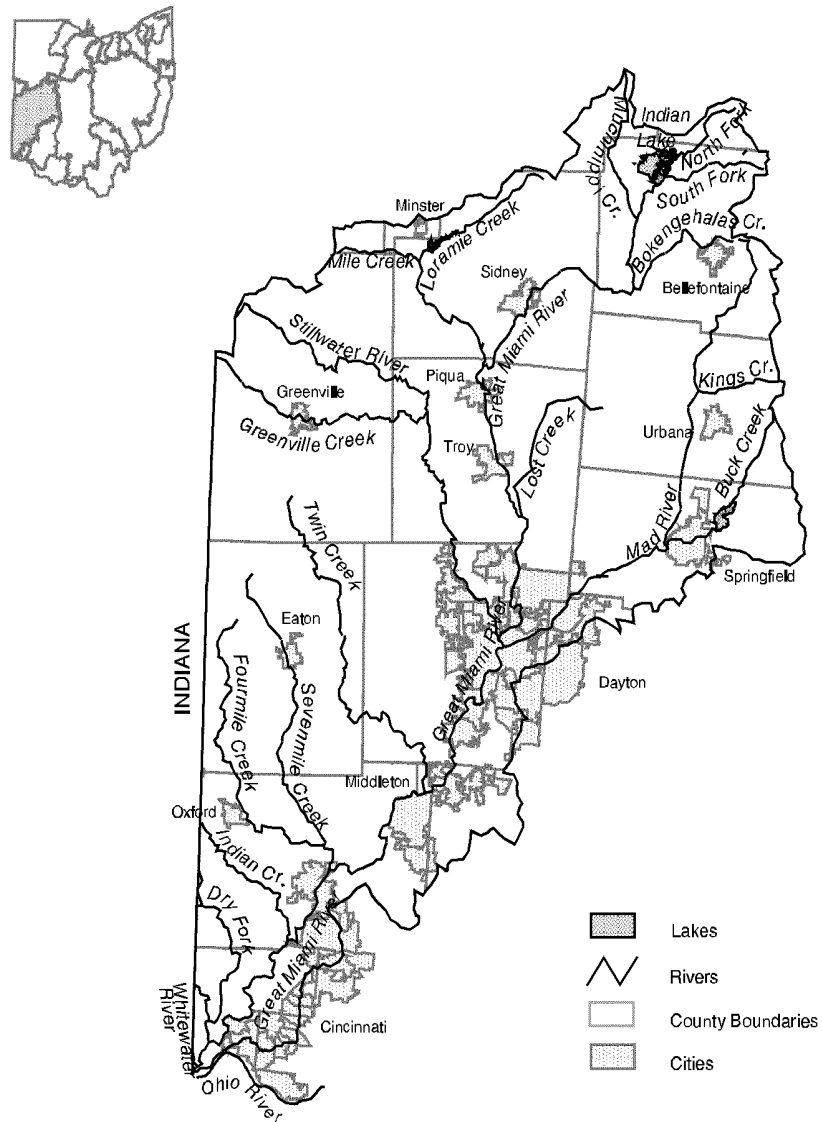 Indian
Lake
North Fork
Muchnippi Cr.
South Fork
Minster
Loramie Creek
Bokengehalas Cr.
Mile Creek
Sidney
Bellefontaine
Great Miami River
Stillwater River
Piqua
Kings Cr.
Greenville
Greenville Creek
Lost Creek
Urbana
Buck Creek
Troy
Twin Creek
Mad River
Springfield
Eaton
INDIANA
Great Miami River
Fourmile Creek
Sevenmile Creek
Dayton
Middleton
Oxford
Indian Cr.
Dry Fork
Great Miami River
Whitewater
River
Cincinnati
Ohio River
Lakes
Rivers
County Boundaries
Cities